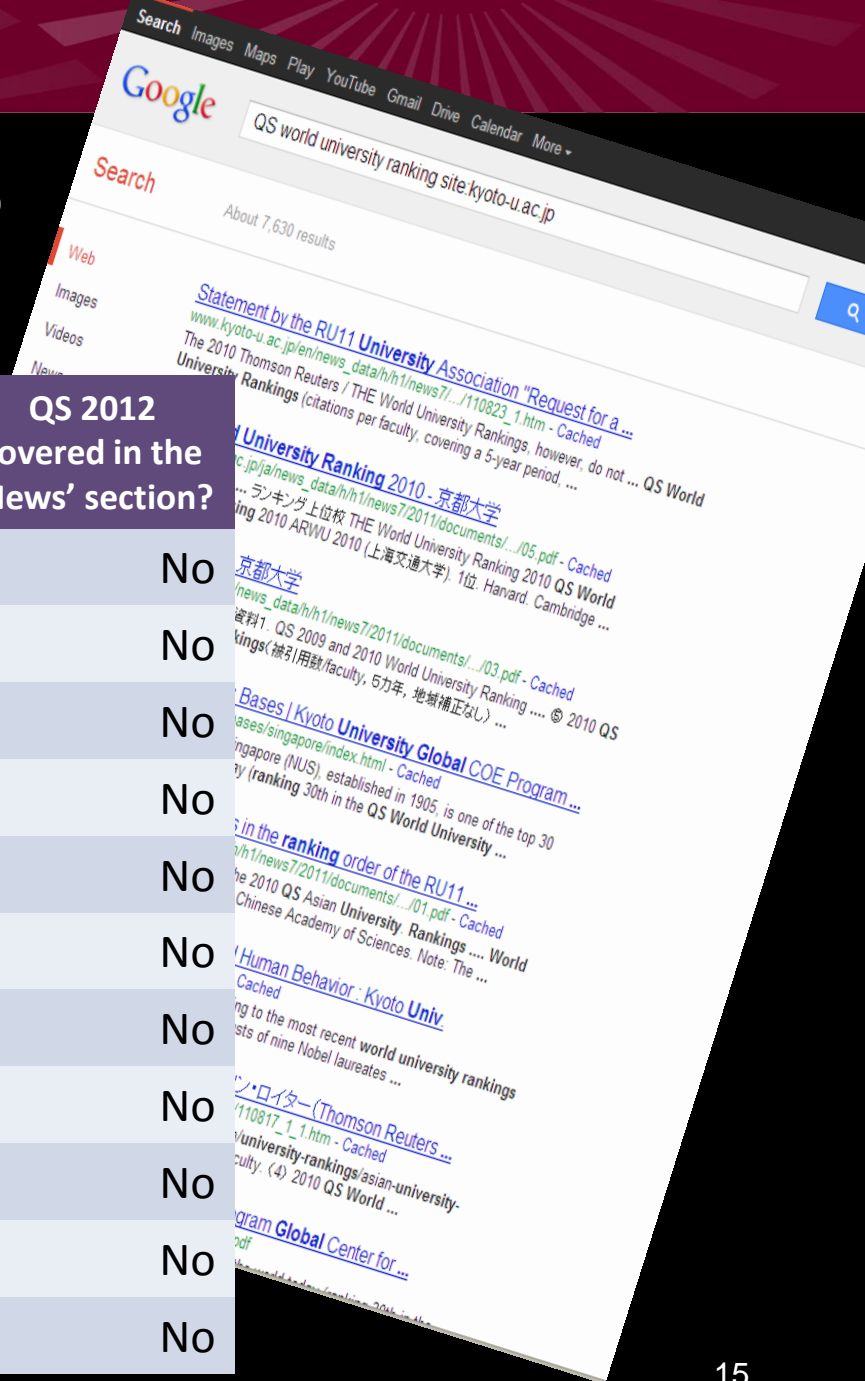 Search Images Maps Play YouTube Gmail Drive Calendar More
Google
QS world university ranking site:kyoto-u.ac.jp
Search
About 7,630 results
Web
Images
Videos
Statement by the RU11 University Association "Request for a ...
www.kyoto-u.ac.jp/en/news_data/h/h1/news7/.../110823_1.htm - Cached
The 2010 Thomson Reuters / THE World University Rankings, however, do not ... QS World
University Rankings (citations per faculty, covering a 5-year period, ...
University Ranking 2010 - 京都大学
.jp/ja/news_data/h/h1/news7/2011/documents/.../05.pdf - Cached
... ランキング上位校 THE World University Ranking 2010 QS World
2010 ARWU 2010 (上海交通大学). 1位. Harvard. Cambridge ...
京都大学
news_data/h/h1/news7/2011/documents/.../03.pdf - Cached
資料1. QS 2009 and 2010 World University Ranking .... ⑤ 2010 QS
(被引用数/faculty, 5カ年, 地域補正なし) ...
Bases | Kyoto University Global COE Program ...
/singapore/index.html - Cached
(NUS), established in 1905, is one of the top 30
(ranking 30th in the QS World University ...
in the ranking order of the RU11 ...
/h1/news7/2011/documents/.../01.pdf - Cached
2010 QS Asian University. Rankings .... World
Chinese Academy of Sciences. Note: The ...
Human Behavior : Kyoto Univ.
Cached
to the most recent world university rankings
of nine Nobel laureates ...
ロイター(Thomson Reuters ...
/110817_1_1.htm - Cached
/university-rankings/asian-university-
(4) 2010 QS World ...
Global Center for ...
QS 2012
in the
section?
No
No
No
No
No
No
No
No
No
No
No
15